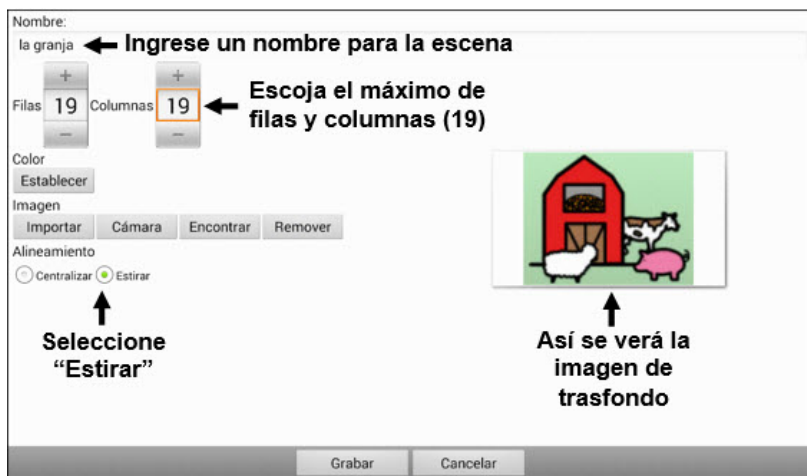 Nombre:
la granja
Ingrese un nombre para la escena
+ +
Filas 19 Columnas 19
Escoja el máximo de
filas y columnas (19)
– –
Color
Establecer
Imagen
Importar Cámara Encontrar Remover
Alineamiento
Centralizar Estirar
Seleccione
“Estirar”
Así se verá la
imagen de
trasfondo
Grabar Cancelar